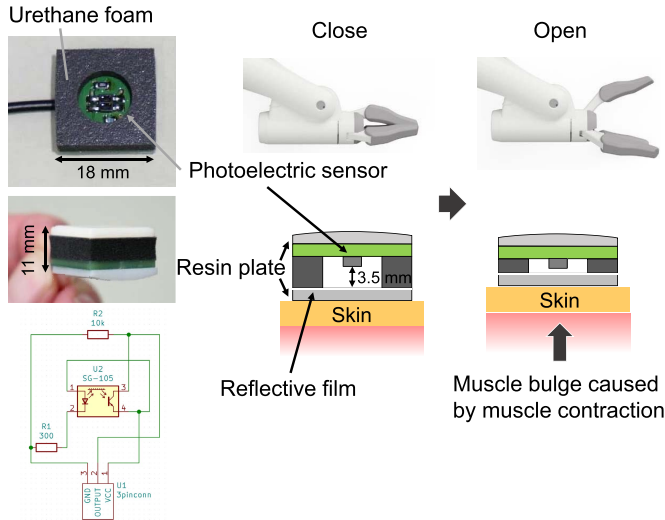 Urethane foam
18 mm
11 mm
Close
Open
Photoelectric sensor
Resin plate
3.5 mm
Skin
Reflective film
Skin
Muscle bulge caused
by muscle contraction
R2
10k
U2
SG-105
1
3
2
4
R1
300
3
2
1
GND
OUTPUT
VCC
U1
3pinconn